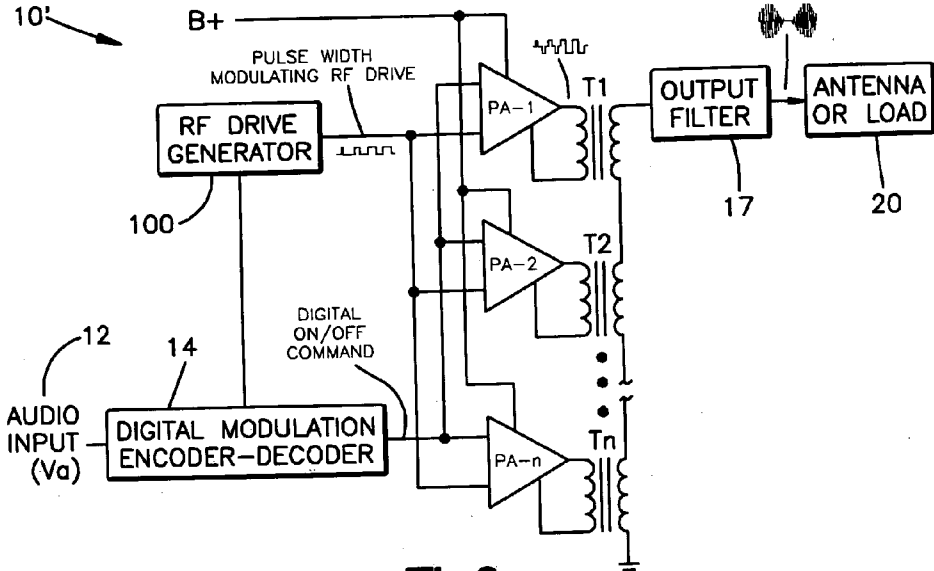 10'
B+
PULSE WIDTH
MODULATING RF DRIVE
RF DRIVE
GENERATOR
100
PA-1
T1
OUTPUT
FILTER
17
ANTENNA
OR LOAD
20
PA-2
T2
DIGITAL
ON/OFF
COMMAND
12
14
AUDIO
INPUT
(Va)
DIGITAL MODULATION
ENCODER-DECODER
PA-n
Tn